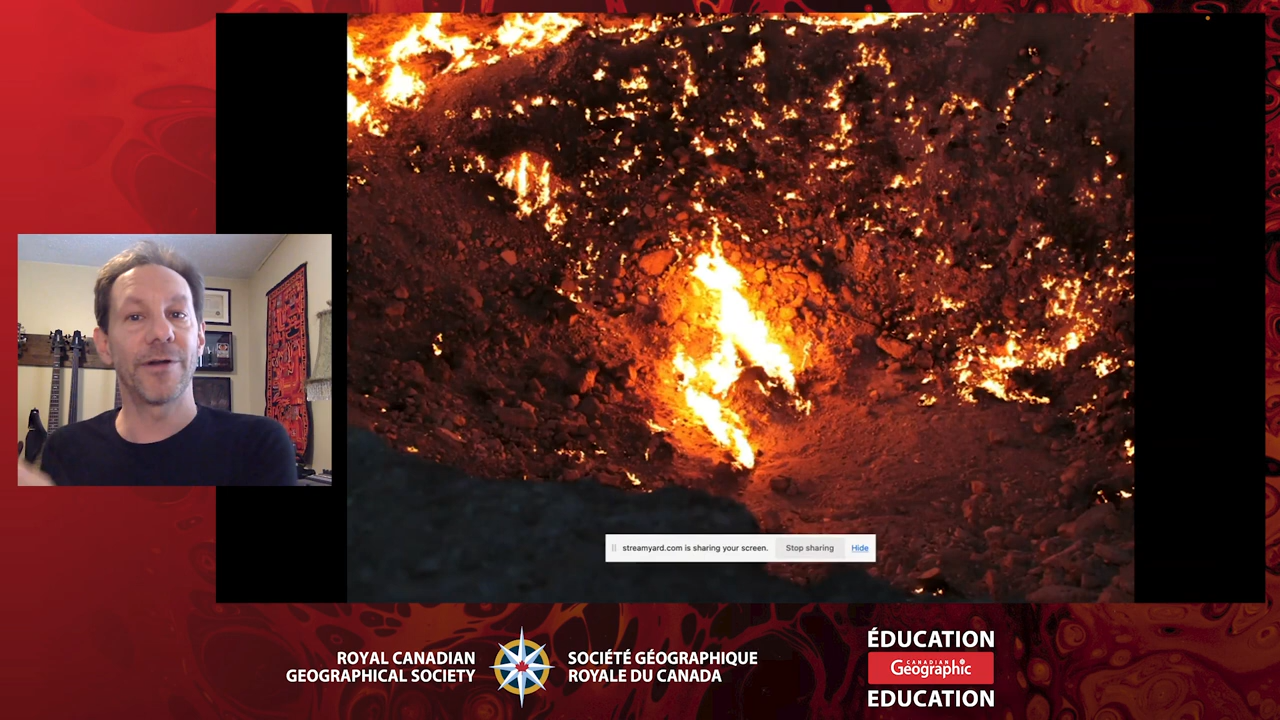 streamyard.com is sharing your screen. Stop sharing Hide
ROYAL CANADIAN
GEOGRAPHICAL SOCIETY
SOCIÉTÉ GÉOGRAPHIQUE
ROYALE DU CANADA
ÉDUCATION
CANADIAN
Geographic
EDUCATION